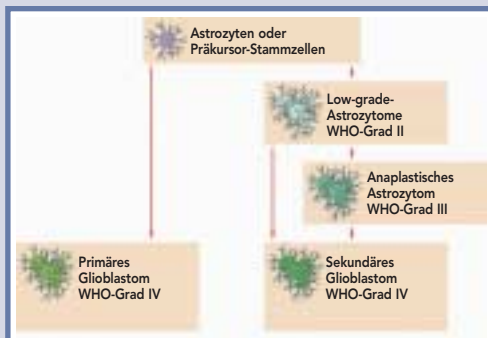 Astrozyten oder
Präkursor-Stammzellen
Low-grade-
Astrozytome
WHO-Grad II
Anaplastisches
Astrozytom
WHO-Grad III
Primäres
Glioblastom
WHO-Grad IV
Sekundäres
Glioblastom
WHO-Grad IV